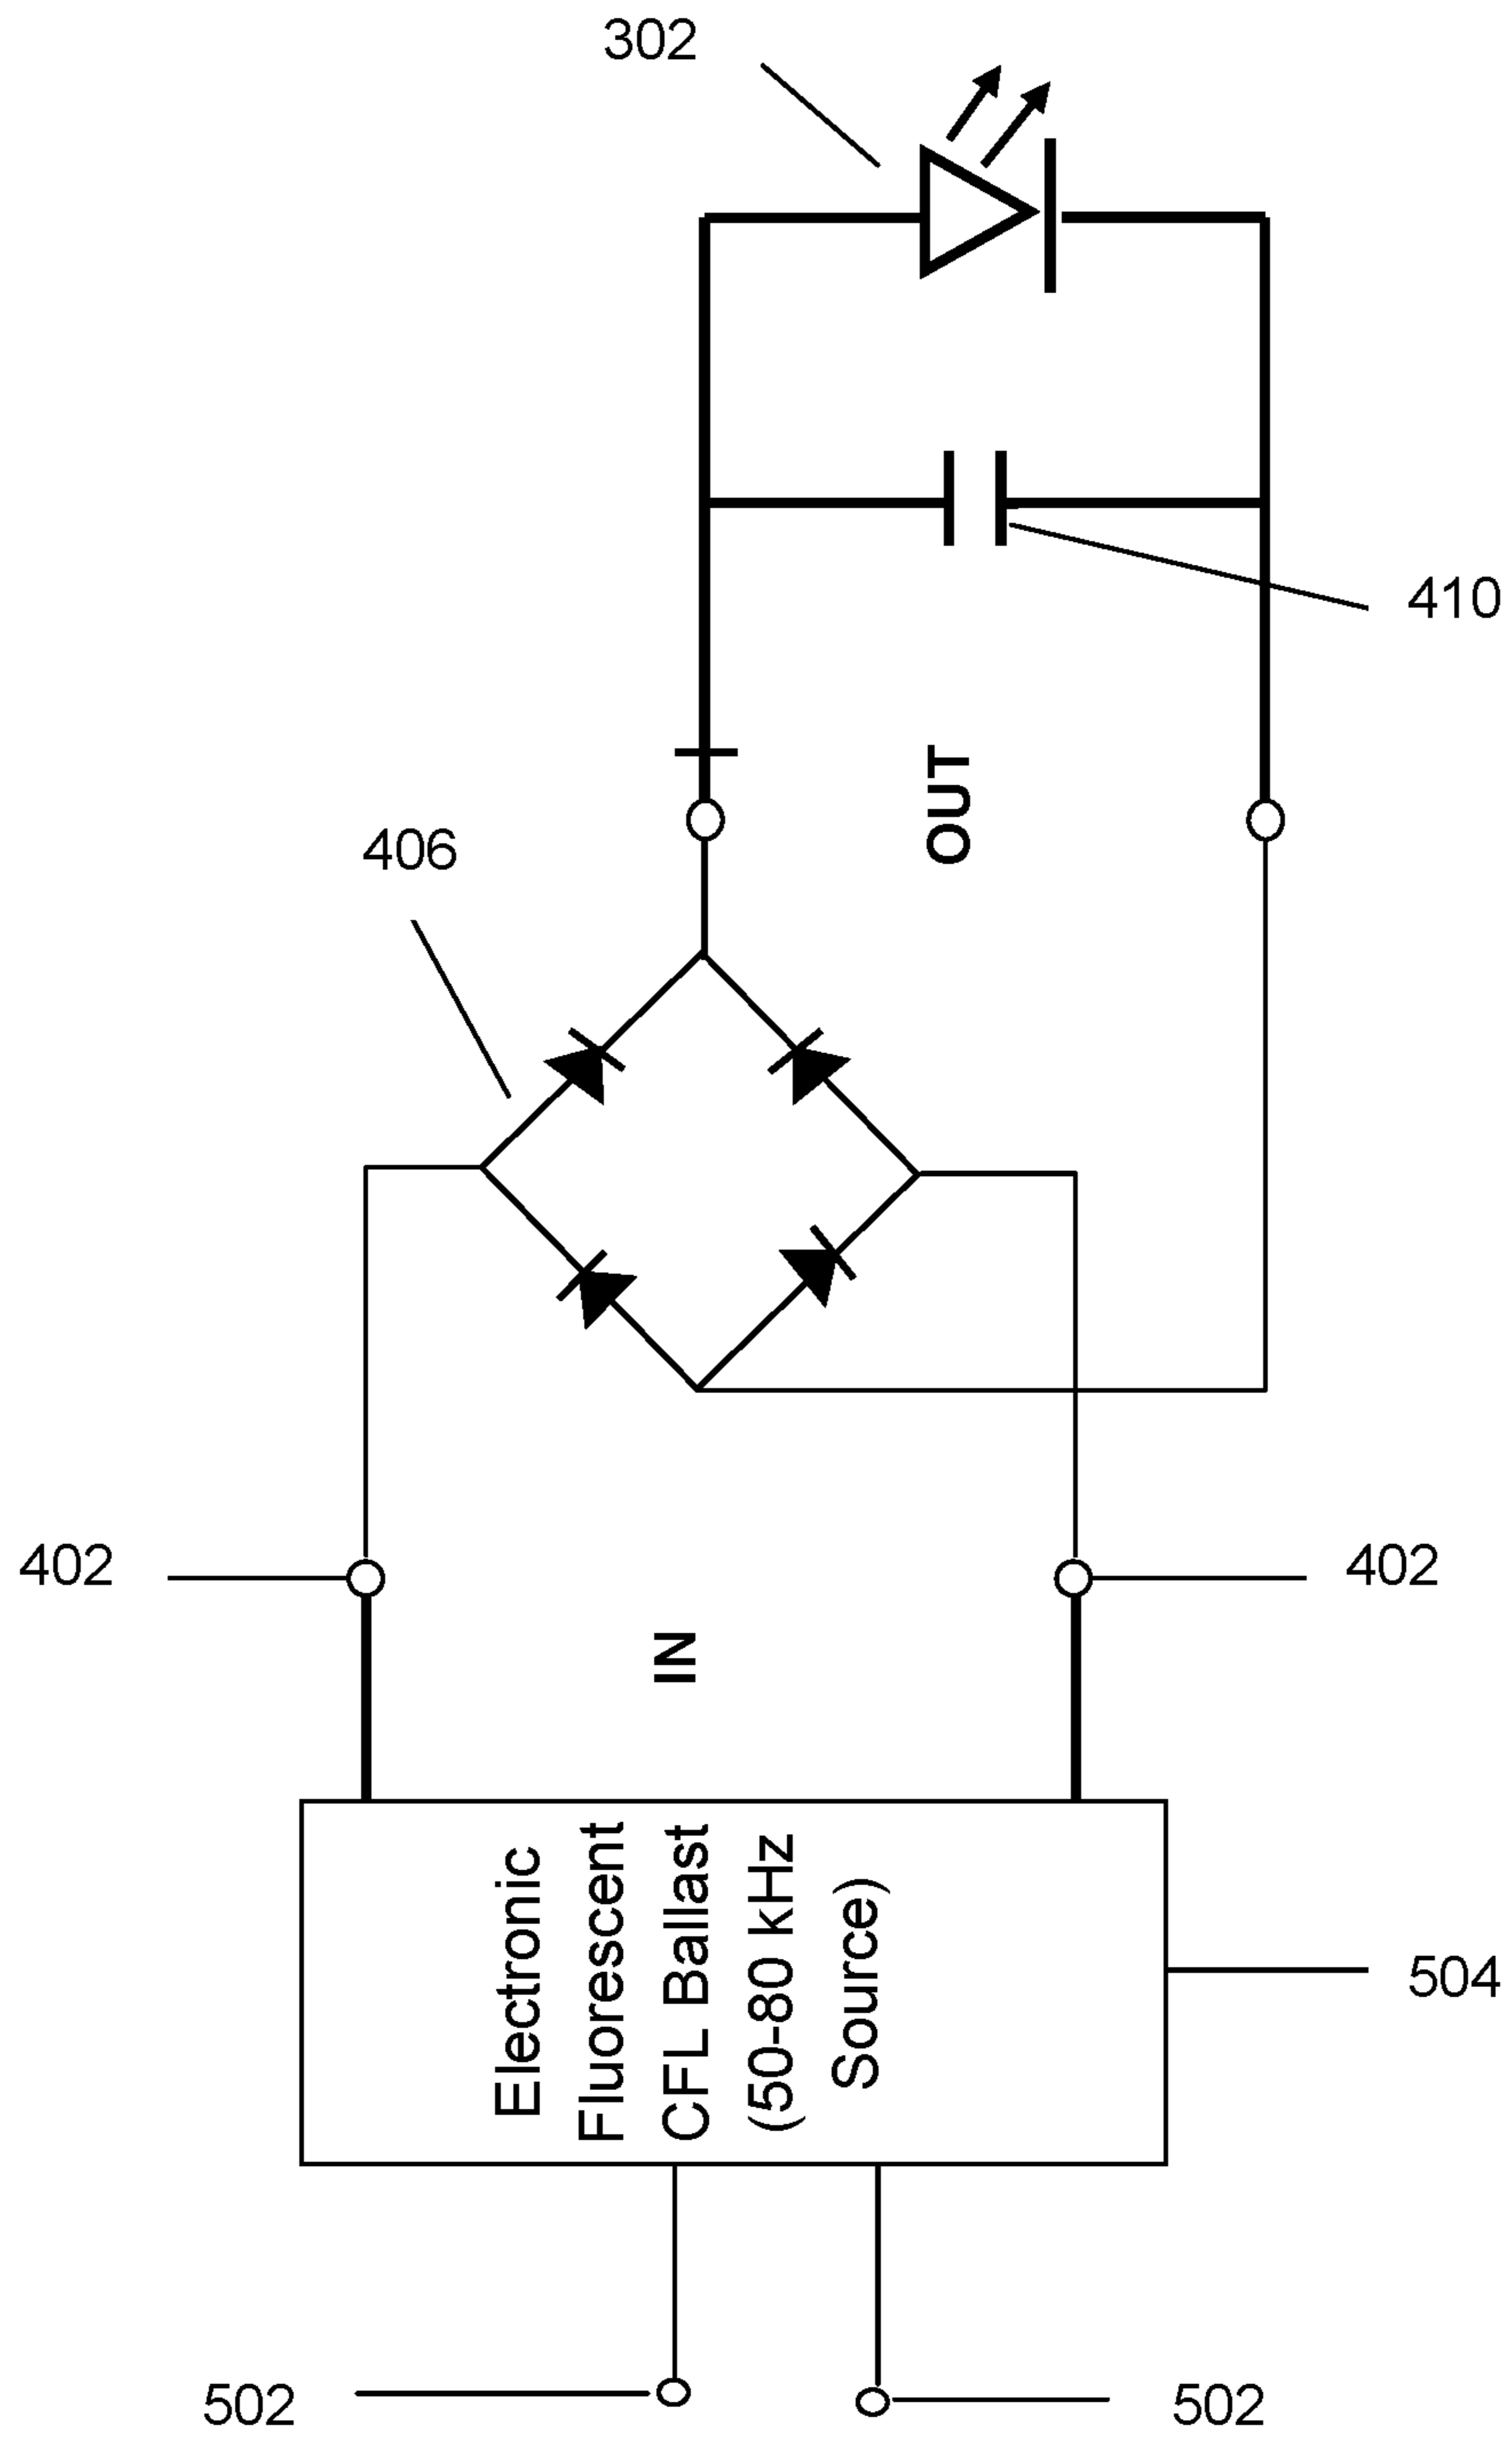 302
410
OUT
406
402
402
IN
Electronic
Fluorescent
CFL Ballast
(50-80 kHz
Source)
504
502
502